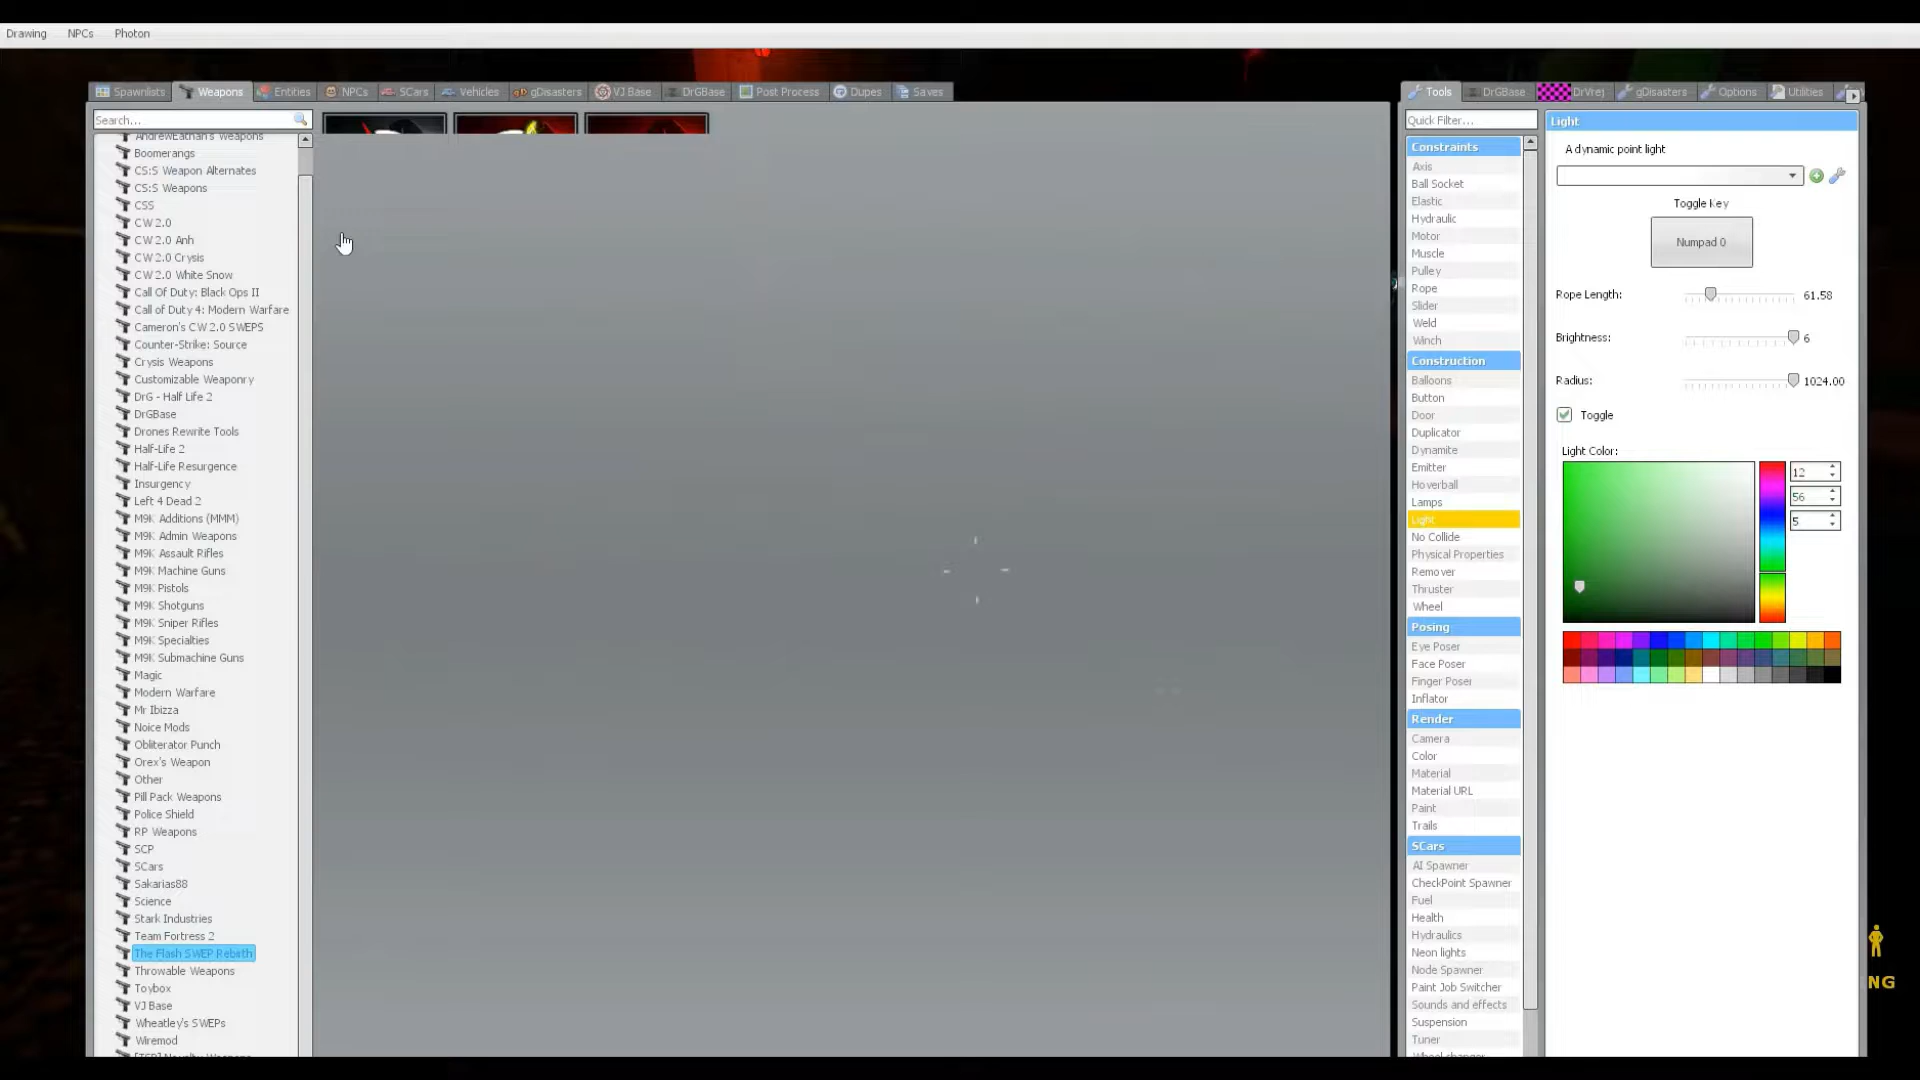 Drawing NPCs Photon
Spawnlists Weapons Entities NPCs SCars Vehicles gDisasters VJ Base DrGBase Post Process Dupes Saves
Search...
AndrewEathan's Weapons
Boomerangs
CS:S Weapon Alternates
CS:S Weapons
CSS
CW 2.0
CW 2.0 Anh
CW 2.0 Crysis
CW 2.0 White Snow
Call Of Duty: Black Ops II
Call of Duty 4: Modern Warfare
Cameron's CW 2.0 SWEPS
Counter-Strike: Source
Crysis Weapons
Customizable Weaponry
DrG - Half Life 2
DrGBase
Drones Rewrite Tools
Half-Life 2
Half-Life Resurgence
Insurgency
Left 4 Dead 2
M9K Additions (MMM)
M9K Admin Weapons
M9K Assault Rifles
M9K Machine Guns
M9K Pistols
M9K Shotguns
M9K Sniper Rifles
M9K Specialties
M9K Submachine Guns
Magic
Modern Warfare
Mr Ibizza
Noice Mods
Obliterator Punch
Orex's Weapon
Other
Pill Pack Weapons
Police Shield
RP Weapons
SCP
SCars
Sakarias88
Science
Stark Industries
Team Fortress 2
The Flash SWEP Rebirth
Throwable Weapons
Toybox
VJ Base
Wheatley's SWEPs
Wiremod
Tools DrGBase DrVrej gDisasters Options Utilities
Quick Filter...
Constraints
Axis
Ball Socket
Elastic
Hydraulic
Motor
Muscle
Pulley
Rope
Slider
Weld
Winch
Construction
Balloons
Button
Door
Duplicator
Dynamite
Emitter
Hoverball
Lamps
Light
No Collide
Physical Properties
Remover
Thruster
Wheel
Posing
Eye Poser
Face Poser
Finger Poser
Inflator
Render
Camera
Color
Material
Material URL
Paint
Trails
SCars
AI Spawner
CheckPoint Spawner
Fuel
Health
Hydraulics
Neon lights
Node Spawner
Paint Job Switcher
Sounds and effects
Suspension
Tuner
Wheel changer
Light
A dynamic point light
Toggle Key
Numpad 0
Rope Length: 61.58
Brightness: 6
Radius: 1024.00
Toggle
Light Color:
12
56
5
NG